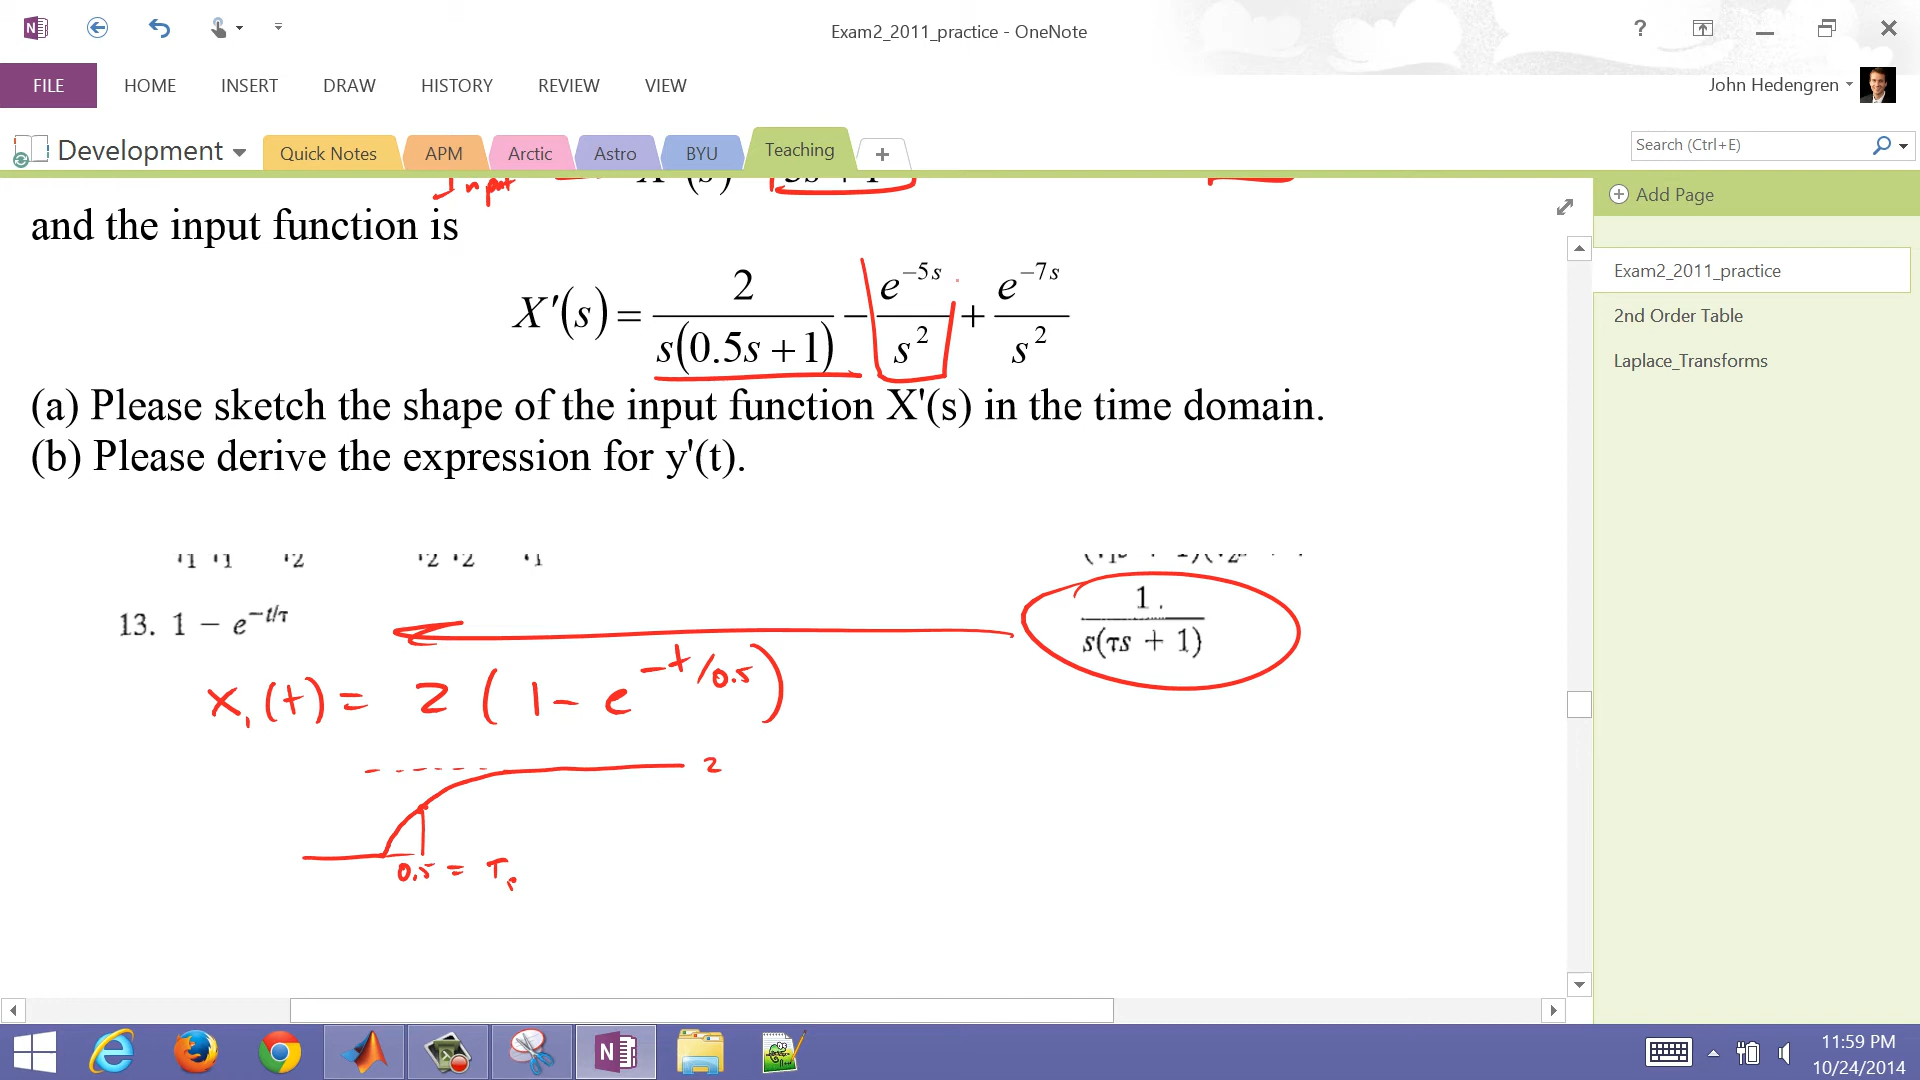 Exam2_2011_practice - OneNote
FILE HOME INSERT DRAW HISTORY REVIEW VIEW
John Hedengren
Development Quick Notes APM Arctic Astro BYU Teaching +
Search (Ctrl+E)
Add Page
Exam2_2011_practice
2nd Order Table
Laplace_Transforms
Input
and the input function is
X'(s) = 2 / s(0.5s + 1) − e^−5s / s^2 + e^−7s / s^2
(a) Please sketch the shape of the input function X'(s) in the time domain.
(b) Please derive the expression for y'(t).
13. 1 − e^−t/τ
1 / s(τs + 1)
x₁(t) = 2 ( 1 - e^-t/0.5 )
2
0.5 = τₚ
11:59 PM
10/24/2014